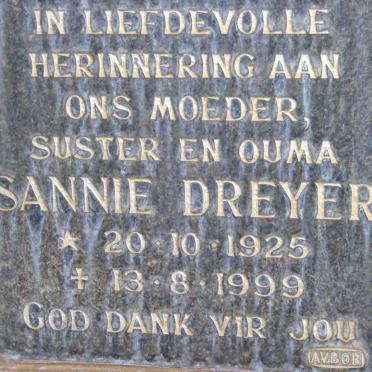 IN LIEFDEVOLLE
HERINNERING AAN
ONS MOEDER,
SUSTER EN OUMA
SANNIE DREYER
★ 20·10·1925
✝ 13·8·1999
GOD DANK VIR JOU
AVBOB